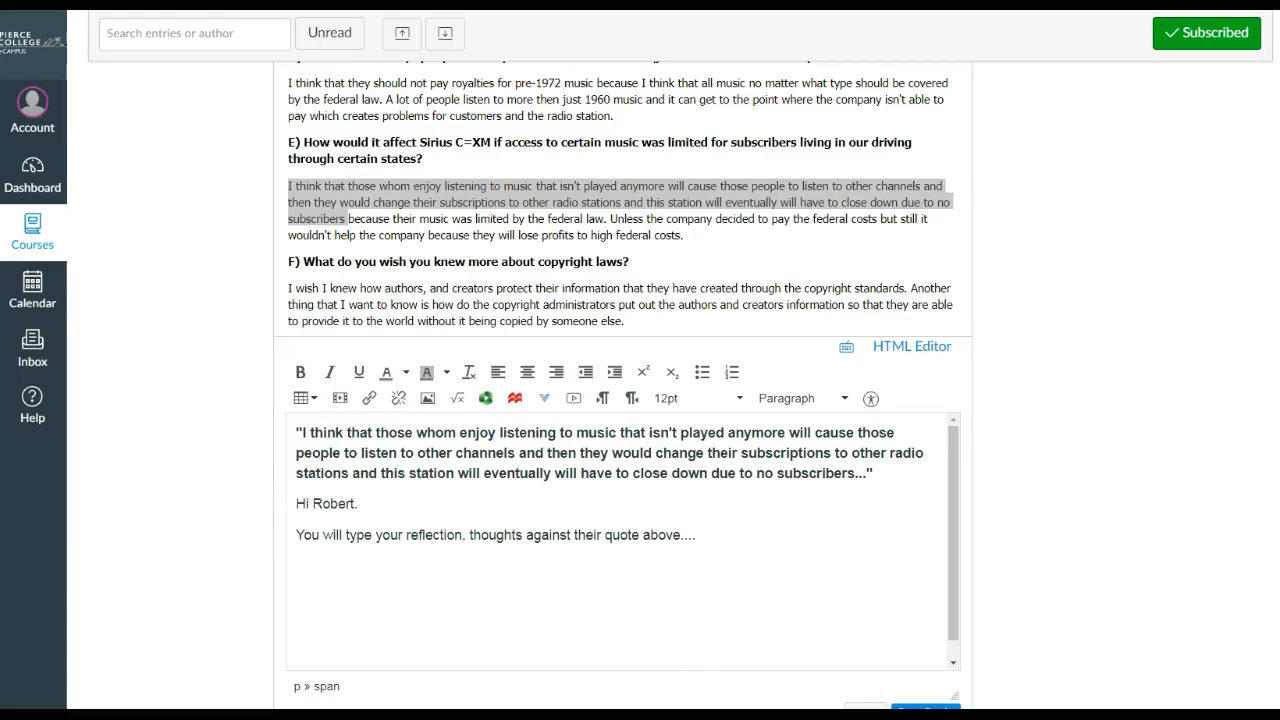 PIERCE
COLLEGE
CAMPUS
Search entries or author
Unread
Subscribed
Account
Dashboard
Courses
Calendar
Inbox
Help
I think that they should not pay royalties for pre-1972 music because I think that all music no matter what type should be covered
by the federal law. A lot of people listen to more then just 1960 music and it can get to the point where the company isn't able to
pay which creates problems for customers and the radio station.
E) How would it affect Sirius C=XM if access to certain music was limited for subscribers living in our driving
through certain states?
I think that those whom enjoy listening to music that isn't played anymore will cause those people to listen to other channels and
then they would change their subscriptions to other radio stations and this station will eventually will have to close down due to no
subscribers because their music was limited by the federal law. Unless the company decided to pay the federal costs but still it
wouldn't help the company because they will lose profits to high federal costs.
F) What do you wish you knew more about copyright laws?
I wish I knew how authors, and creators protect their information that they have created through the copyright standards. Another
thing that I want to know is how do the copyright administrators put out the authors and creators information so that they are able
to provide it to the world without it being copied by someone else.
HTML Editor
12pt
Paragraph
"I think that those whom enjoy listening to music that isn't played anymore will cause those
people to listen to other channels and then they would change their subscriptions to other radio
stations and this station will eventually will have to close down due to no subscribers..."
Hi Robert.
You will type your reflection, thoughts against their quote above....
p » span